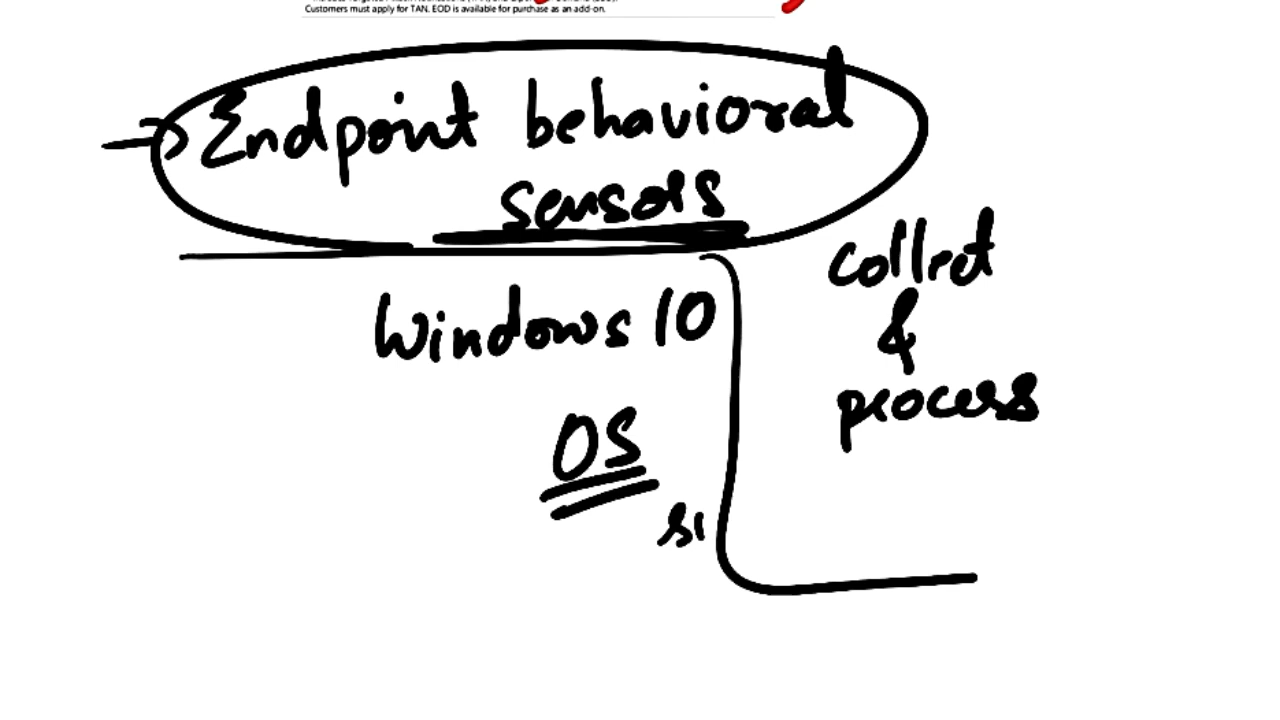 Customers must apply for TAN. EOD is available for purchase as an add-on.
→ Endpoint behavioral
sensors
Windows 10
OS
collect
&
process
si